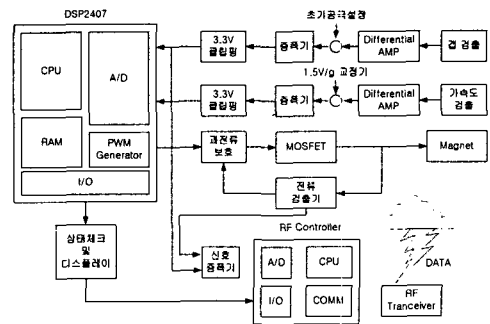 DSP2407
초기공극설정
CPU
A/D
3.3V
클립핑
증폭기
Differential
AMP
갭 검출
1.5V/g 교정기
3.3V
클립핑
증폭기
Differential
AMP
가속도
검출
RAM
PWM
Generator
과전류
보호
MOSFET
Magnet
I/O
전류
검출기
RF Controller
상태체크
및
디스플레이
신호
증폭기
A/D
CPU
DATA
I/O
COMM
RF
Tranceiver